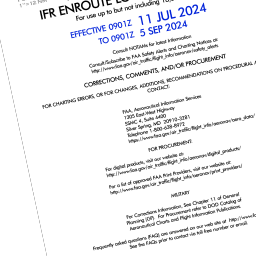 IFR ENROUTE
For use up to but not including
EFFECTIVE 0901Z 11 JUL 2024
TO 0901Z 5 SEP 2024
Consult NOTAMs for latest information
Consult/Subscribe to FAA Safety Alerts and Charting Notices at:
http://www.faa.gov/air_traffic/flight_info/aeronav/safety_alerts
CORRECTIONS, COMMENTS, AND/OR PROCUREMENT
FOR CHARTING ERRORS, OR FOR CHANGES, ADDITIONS, RECOMMENDATIONS ON PROCEDURAL
CONTACT:
FAA, Aeronautical Information Services
1305 East-West Highway
SSMC 4, Suite 4400
Silver Spring, MD 20910-3281
Telephone 1-800-638-8972
https://www.faa.gov/air_traffic/flight_info/aeronav/aero_data/
FOR PROCUREMENT:
For digital products, visit our website at:
http://www.faa.gov/air_traffic/flight_info/aeronav/digital_products/
For a list of approved FAA Print Providers, visit our website at:
http://www.faa.gov/air_traffic/flight_info/aeronav/print_providers/
MILITARY
For Corrections Information, See Chapter 11 of General
Planning (GP). For Procurement refer to DOD Catalog of
Aeronautical Charts and Flight Information Publications.
Frequently asked questions (FAQ) are answered on our web site at http://www.
See the FAQs prior to contact via toll free number or email.